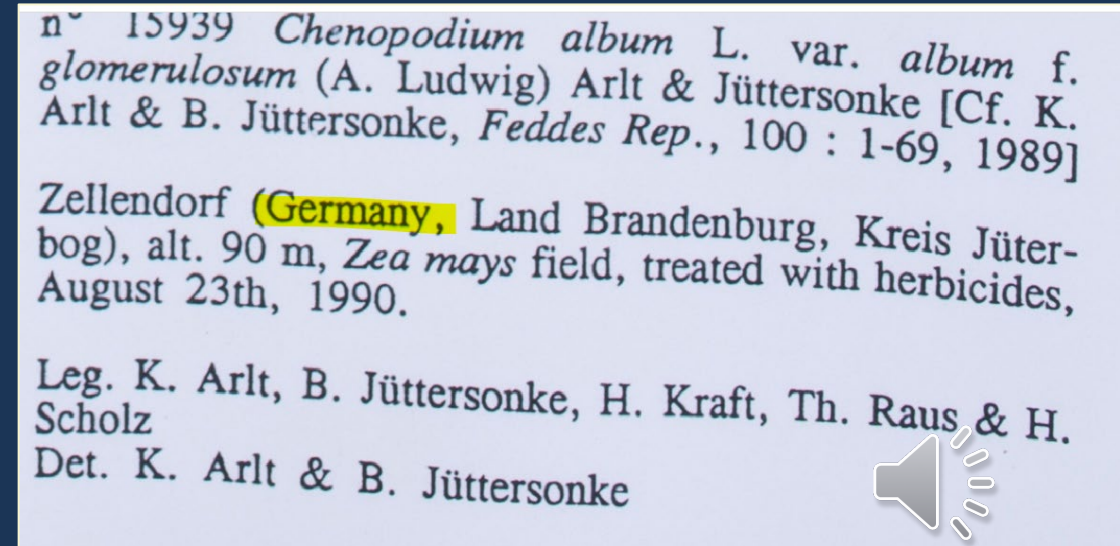 n° 15939 Chenopodium album L. var. album f.
glomerulosum (A. Ludwig) Arlt & Jüttersonke [Cf. K.
Arlt & B. Jüttersonke, Feddes Rep., 100 : 1-69, 1989]
Zellendorf (Germany, Land Brandenburg, Kreis Jüter-
bog), alt. 90 m, Zea mays field, treated with herbicides,
August 23th, 1990.
Leg. K. Arlt, B. Jüttersonke, H. Kraft, Th. Raus & H.
Scholz
Det. K. Arlt & B. Jüttersonke